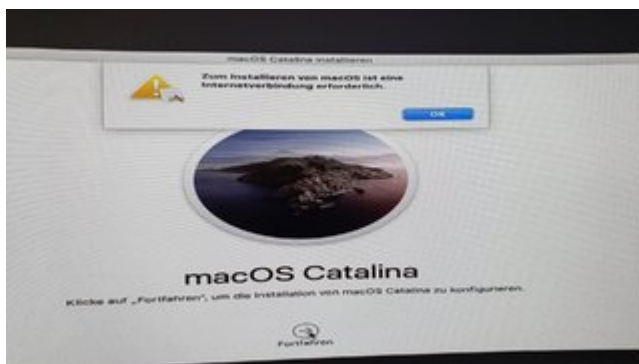 macOS Catalina installieren
Zum Installieren von macOS ist eine
Internetverbindung erforderlich.
OK
macOS Catalina
Klicke auf „Fortfahren“, um die Installation von macOS Catalina zu konfigurieren.
Fortfahren